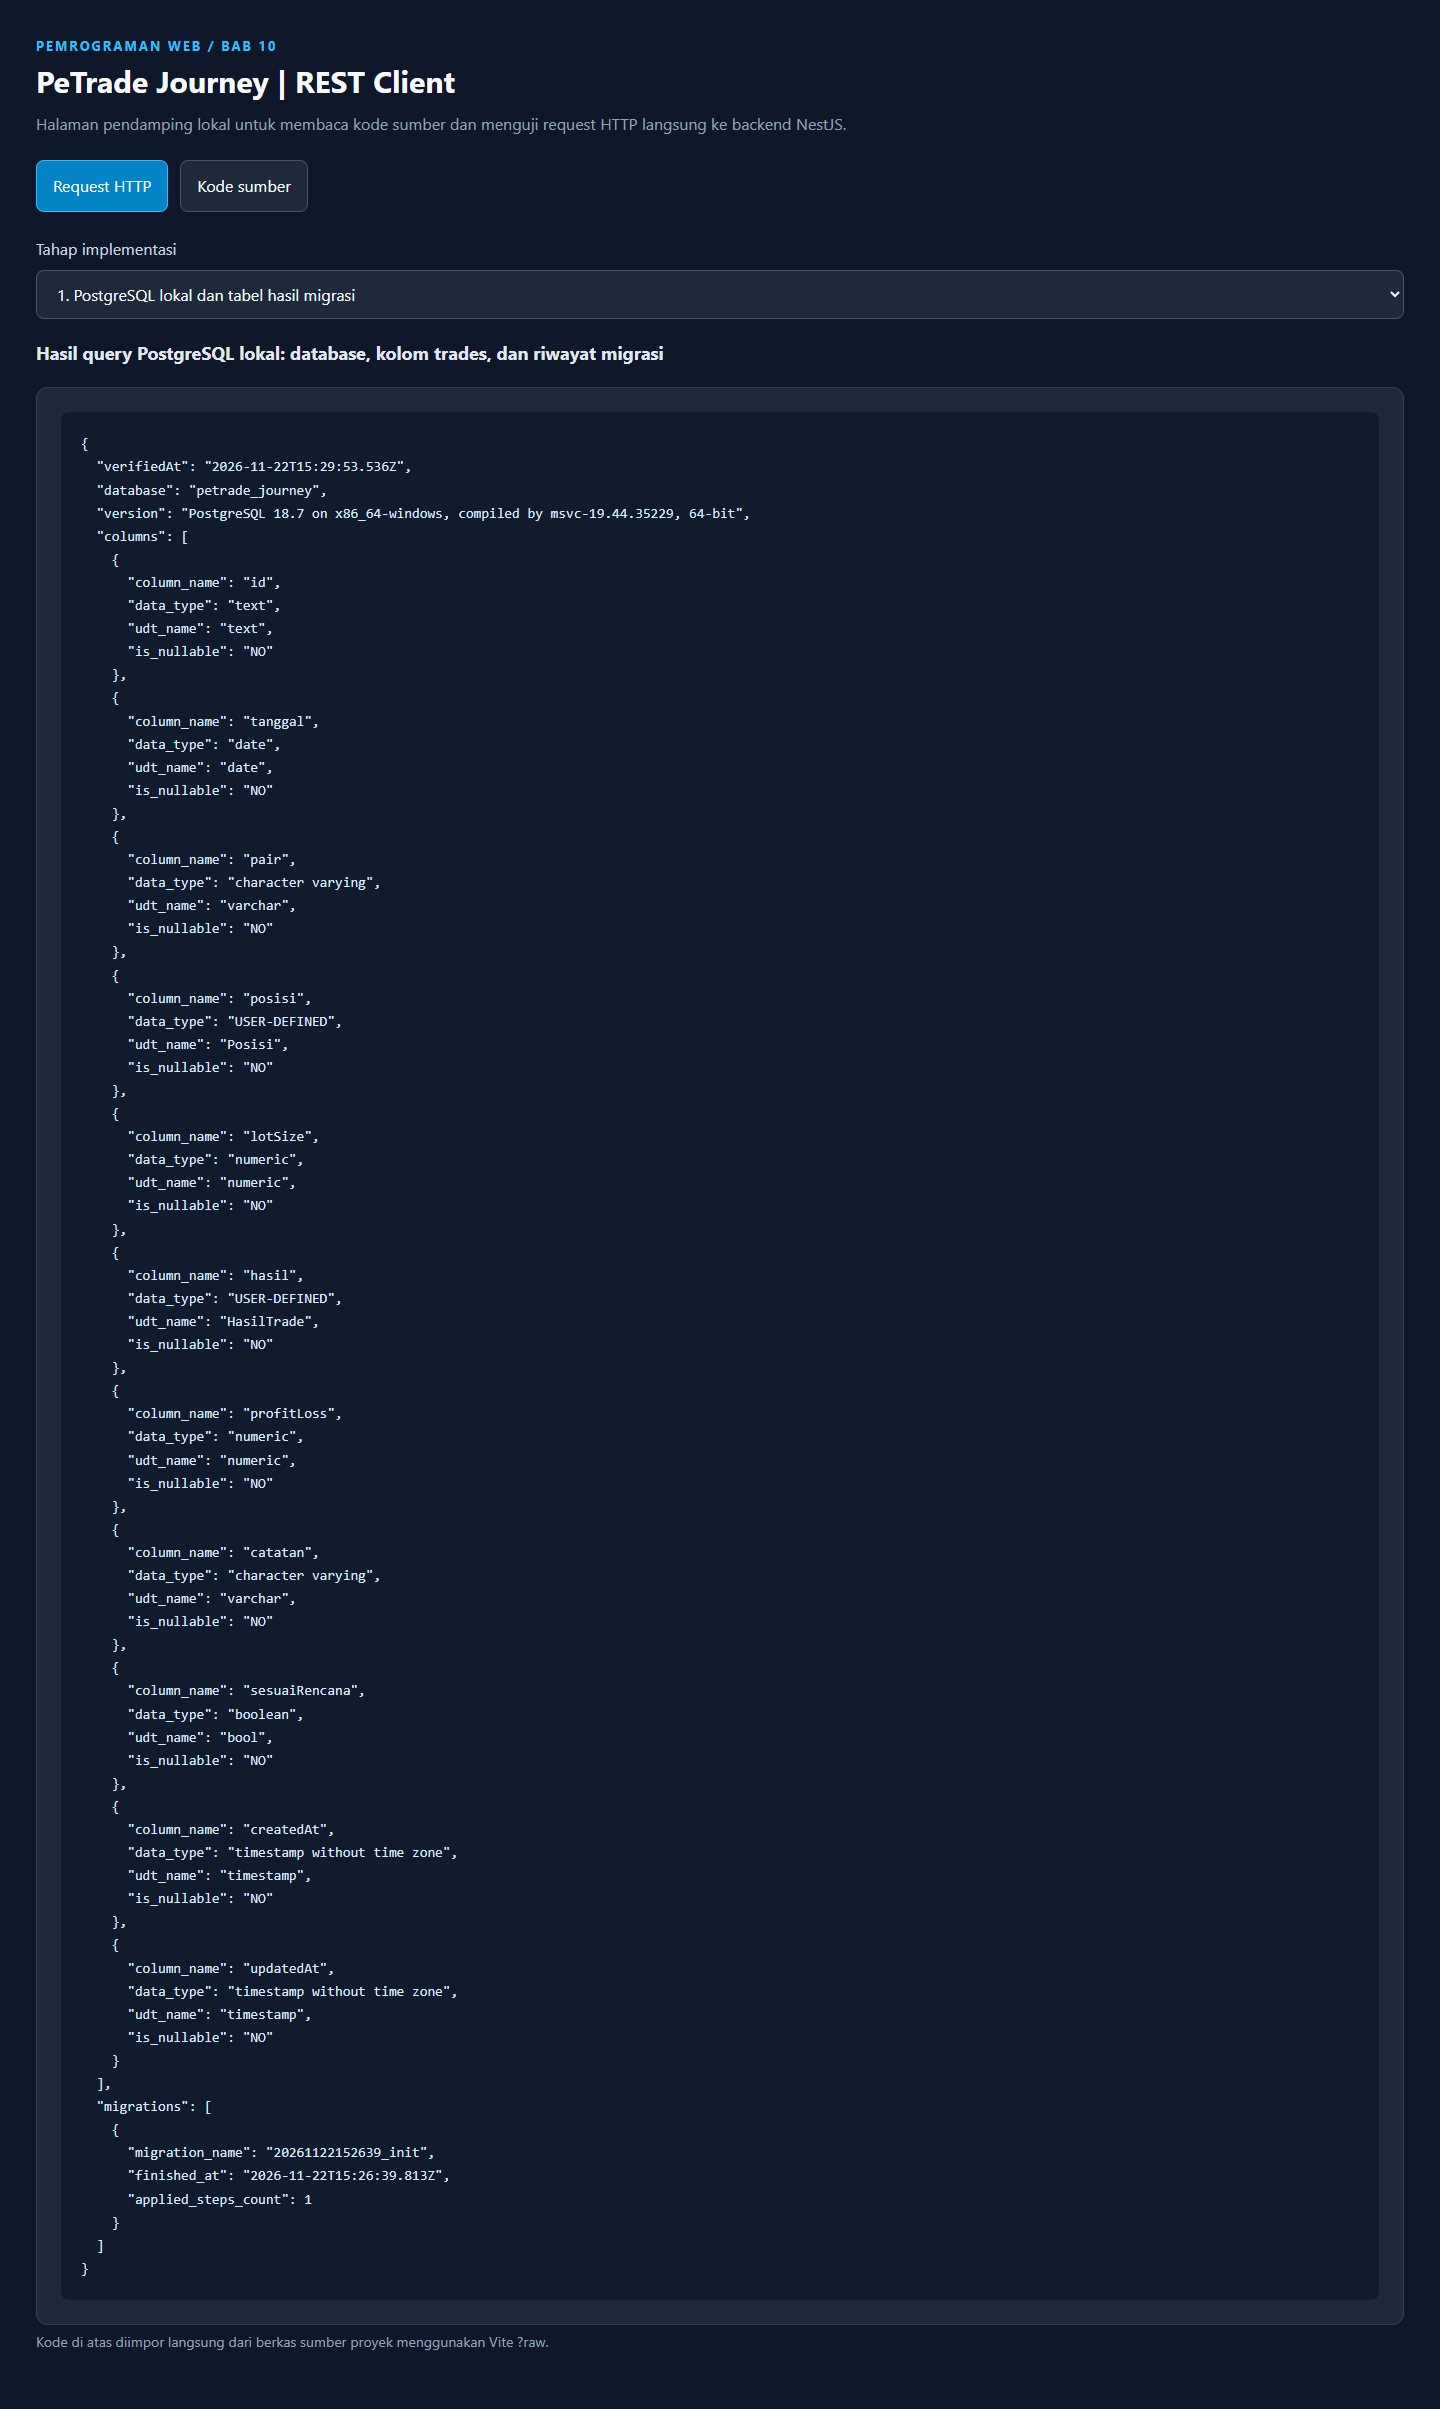 PEMROGRAMAN WEB / BAB 10
PeTrade Journey | REST Client
Halaman pendamping lokal untuk membaca kode sumber dan menguji request HTTP langsung ke backend NestJS.
Request HTTP
Kode sumber
Tahap implementasi
1. PostgreSQL lokal dan tabel hasil migrasi
Hasil query PostgreSQL lokal: database, kolom trades, dan riwayat migrasi
{
  "verifiedAt": "2026-11-22T15:29:53.536Z",
  "database": "petrade_journey",
  "version": "PostgreSQL 18.7 on x86_64-windows, compiled by msvc-19.44.35229, 64-bit",
  "columns": [
    {
      "column_name": "id",
      "data_type": "text",
      "udt_name": "text",
      "is_nullable": "NO"
    },
    {
      "column_name": "tanggal",
      "data_type": "date",
      "udt_name": "date",
      "is_nullable": "NO"
    },
    {
      "column_name": "pair",
      "data_type": "character varying",
      "udt_name": "varchar",
      "is_nullable": "NO"
    },
    {
      "column_name": "posisi",
      "data_type": "USER-DEFINED",
      "udt_name": "Posisi",
      "is_nullable": "NO"
    },
    {
      "column_name": "lotSize",
      "data_type": "numeric",
      "udt_name": "numeric",
      "is_nullable": "NO"
    },
    {
      "column_name": "hasil",
      "data_type": "USER-DEFINED",
      "udt_name": "HasilTrade",
      "is_nullable": "NO"
    },
    {
      "column_name": "profitLoss",
      "data_type": "numeric",
      "udt_name": "numeric",
      "is_nullable": "NO"
    },
    {
      "column_name": "catatan",
      "data_type": "character varying",
      "udt_name": "varchar",
      "is_nullable": "NO"
    },
    {
      "column_name": "sesuaiRencana",
      "data_type": "boolean",
      "udt_name": "bool",
      "is_nullable": "NO"
    },
    {
      "column_name": "createdAt",
      "data_type": "timestamp without time zone",
      "udt_name": "timestamp",
      "is_nullable": "NO"
    },
    {
      "column_name": "updatedAt",
      "data_type": "timestamp without time zone",
      "udt_name": "timestamp",
      "is_nullable": "NO"
    }
  ],
  "migrations": [
    {
      "migration_name": "20261122152639_init",
      "finished_at": "2026-11-22T15:26:39.813Z",
      "applied_steps_count": 1
    }
  ]
}
Kode di atas diimpor langsung dari berkas sumber proyek menggunakan Vite ?raw.